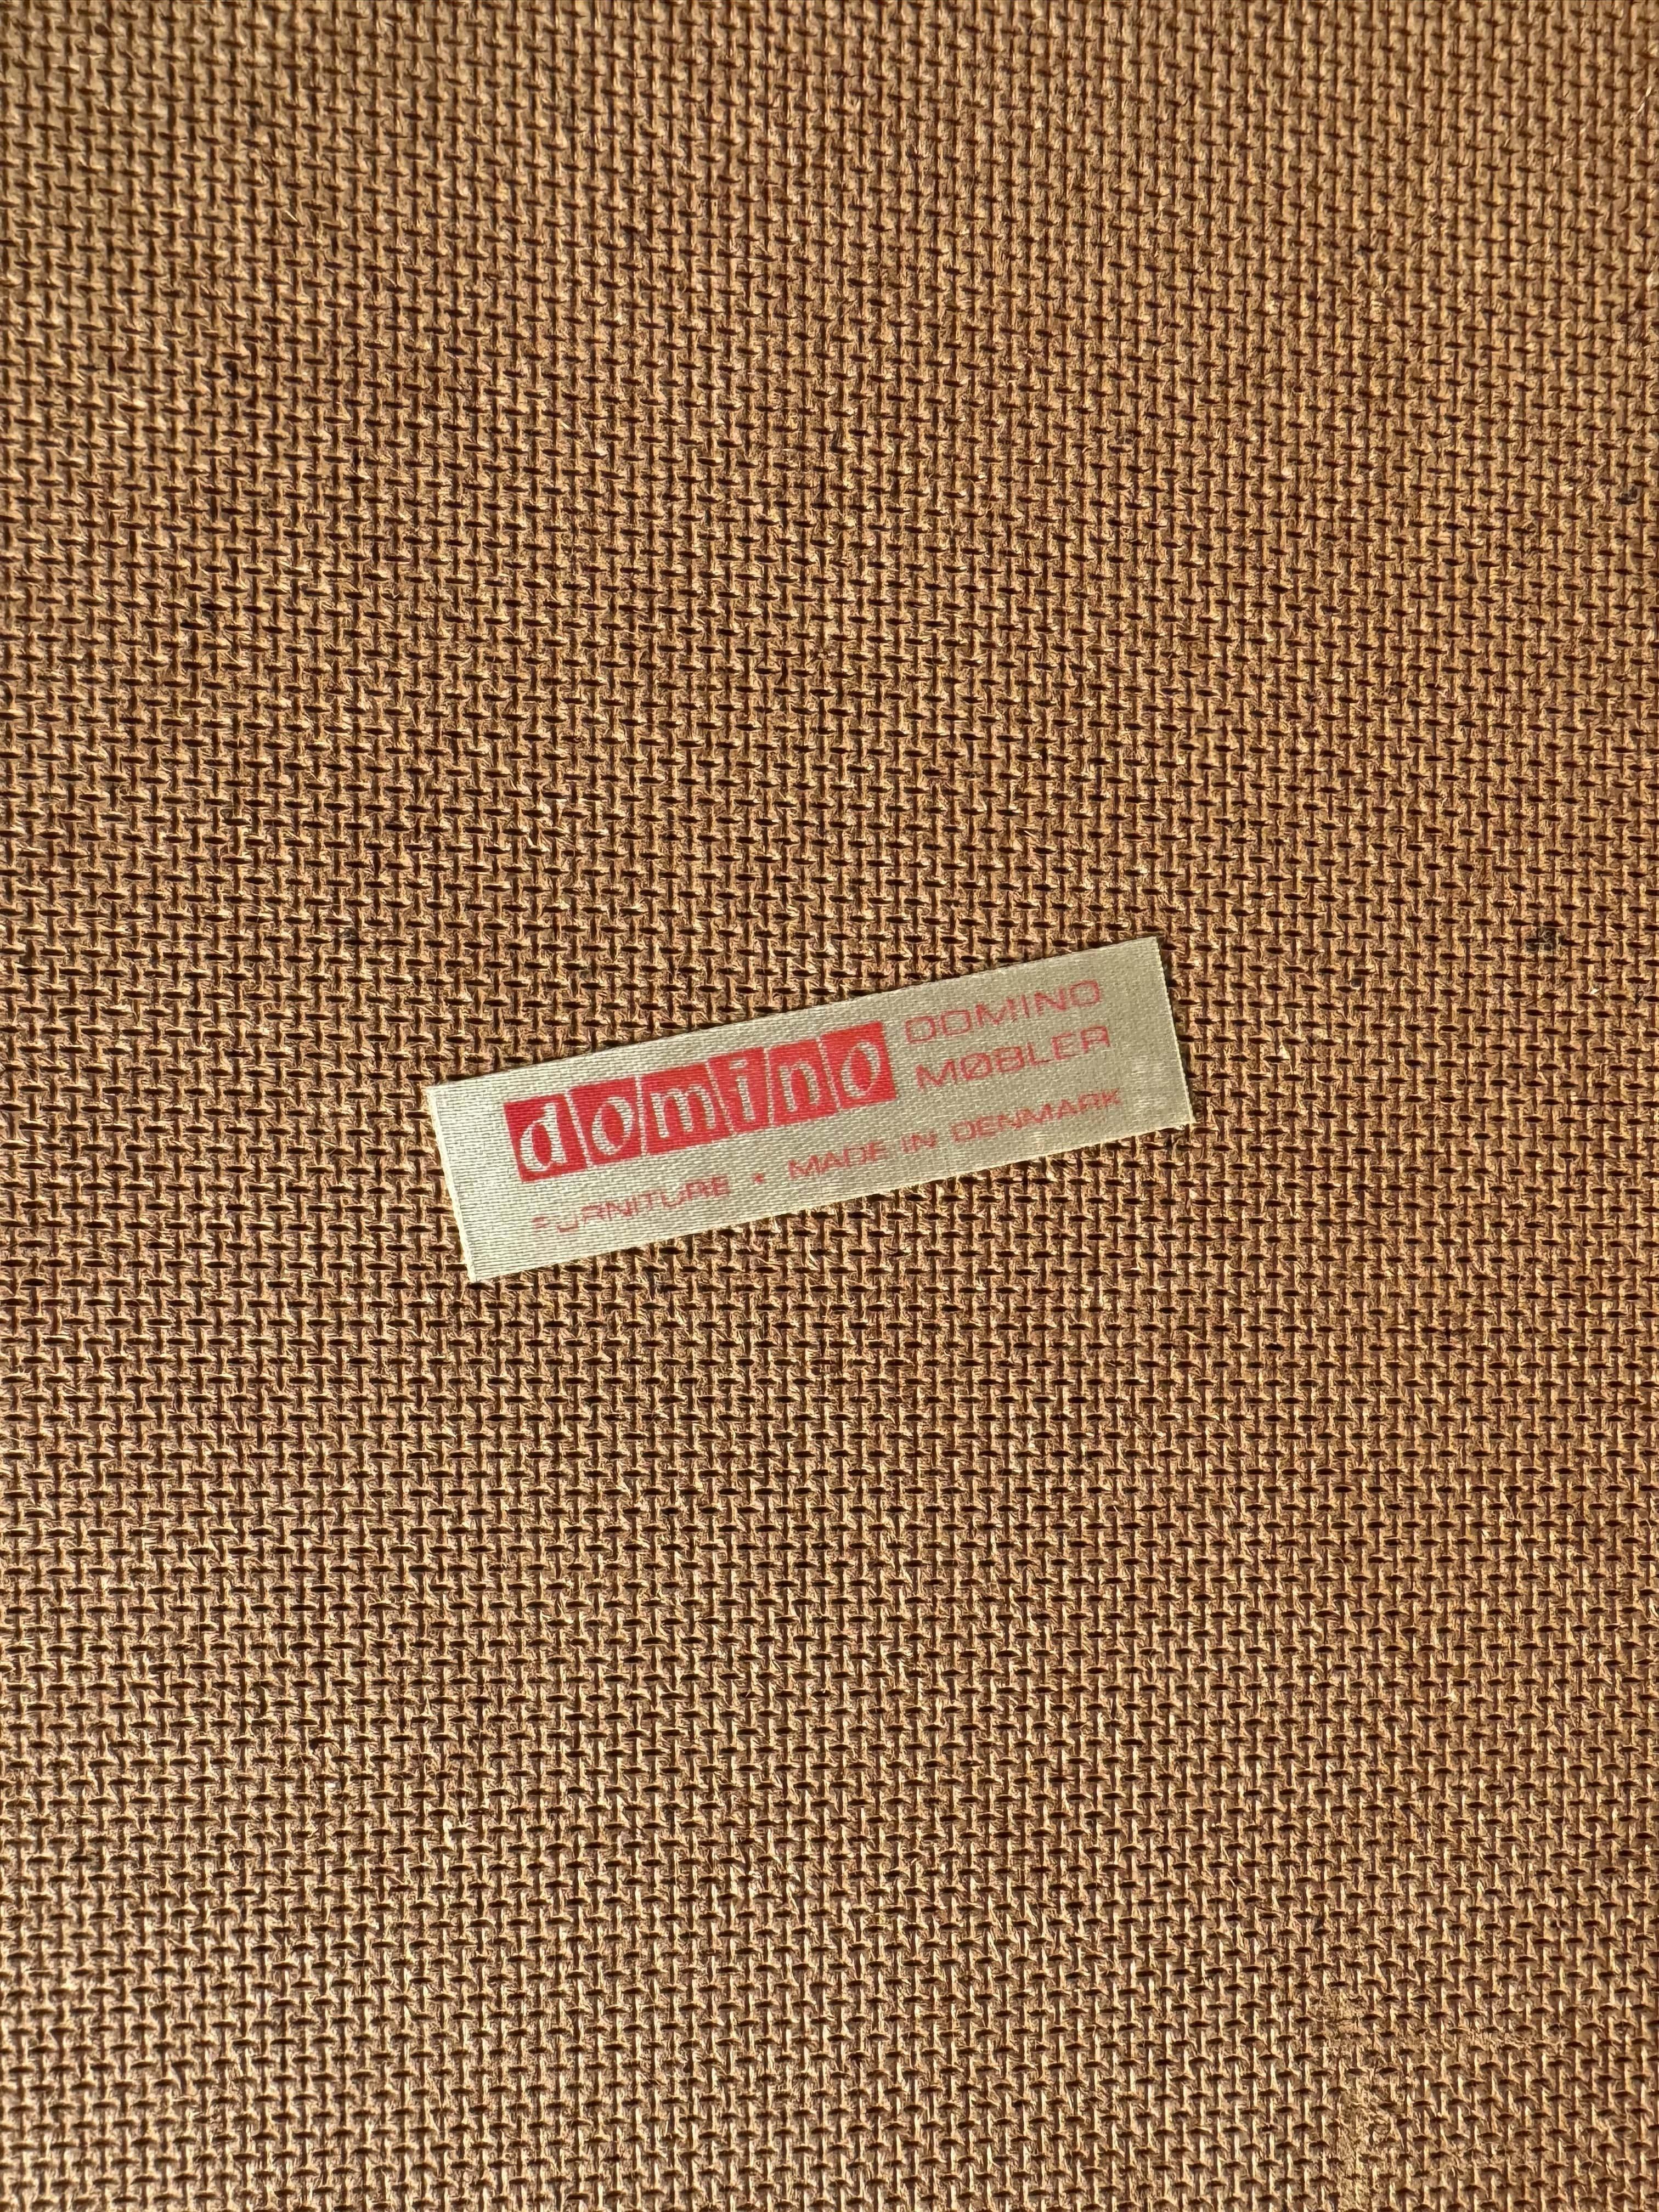 domino
DOMINO
MØBLER
FURNITURE • MADE IN DENMARK